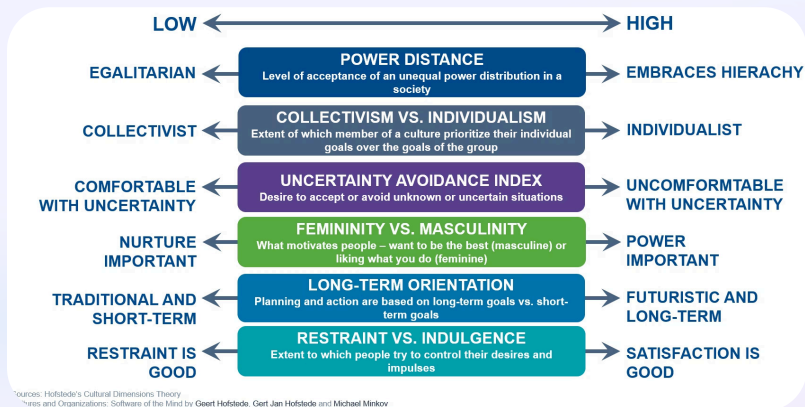 LOW HIGH
POWER DISTANCE
Level of acceptance of an unequal power distribution in a
society
EGALITARIAN
EMBRACES HIERACHY
COLLECTIVISM VS. INDIVIDUALISM
Extent of which member of a culture prioritize their individual
goals over the goals of the group
COLLECTIVIST
INDIVIDUALIST
UNCERTAINTY AVOIDANCE INDEX
Desire to accept or avoid unknown or uncertain situations
COMFORTABLE
WITH UNCERTAINTY
UNCOMFORMTABLE
WITH UNCERTAINTY
FEMININITY VS. MASCULINITY
What motivates people – want to be the best (masculine) or
liking what you do (feminine)
NURTURE
IMPORTANT
POWER
IMPORTANT
LONG-TERM ORIENTATION
Planning and action are based on long-term goals vs. short-
term goals
TRADITIONAL AND
SHORT-TERM
FUTURISTIC AND
LONG-TERM
RESTRAINT VS. INDULGENCE
Extent to which people try to control their desires and
impulses
RESTRAINT IS
GOOD
SATISFACTION IS
GOOD
ources: Hofstede's Cultural Dimensions Theory
ures and Organizations: Software of the Mind by Geert Hofstede, Gert Jan Hofstede and Michael Minkov